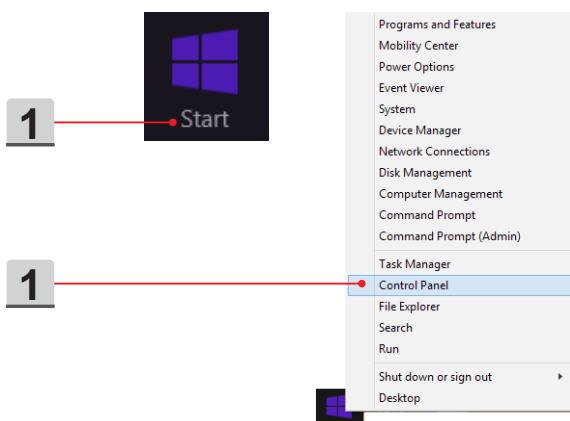 1
Start
1
Programs and Features
Mobility Center
Power Options
Event Viewer
System
Device Manager
Network Connections
Disk Management
Computer Management
Command Prompt
Command Prompt (Admin)
Task Manager
Control Panel
File Explorer
Search
Run
Shut down or sign out
Desktop